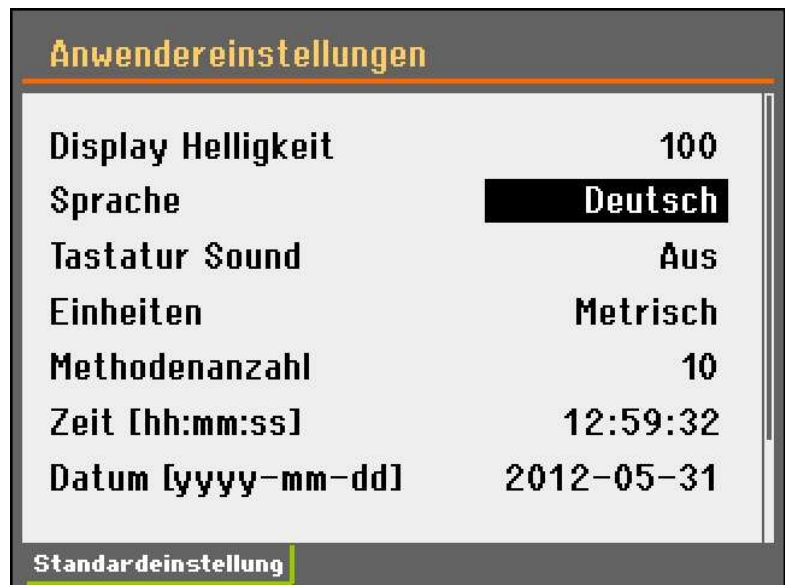 Anwendereinstellungen
Display Helligkeit 100
Sprache Deutsch
Tastatur Sound Aus
Einheiten Metrisch
Methodenanzahl 10
Zeit [hh:mm:ss] 12:59:32
Datum [yyyy-mm-dd] 2012-05-31
Standardeinstellung